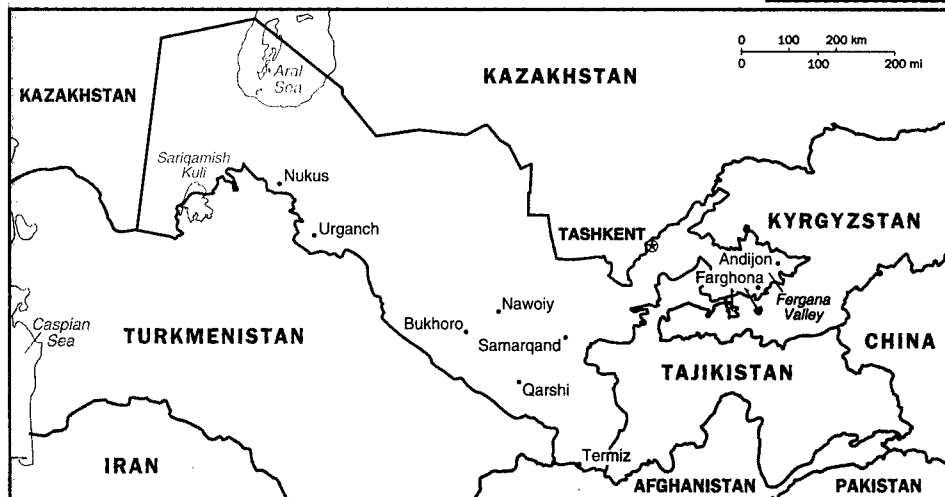 0 100 200 km
0 100 200 mi
Aral
Sea
KAZAKHSTAN
KAZAKHSTAN
Sariqamish
Kuli
Nukus
Urganch
TASHKENT
KYRGYZSTAN
Andijon
Farghona
Fergana
Valley
Nawoiy
Bukhoro
Samarqand
Caspian
Sea
TURKMENISTAN
CHINA
TAJIKISTAN
Qarshi
IRAN
Termiz
AFGHANISTAN
PAKISTAN